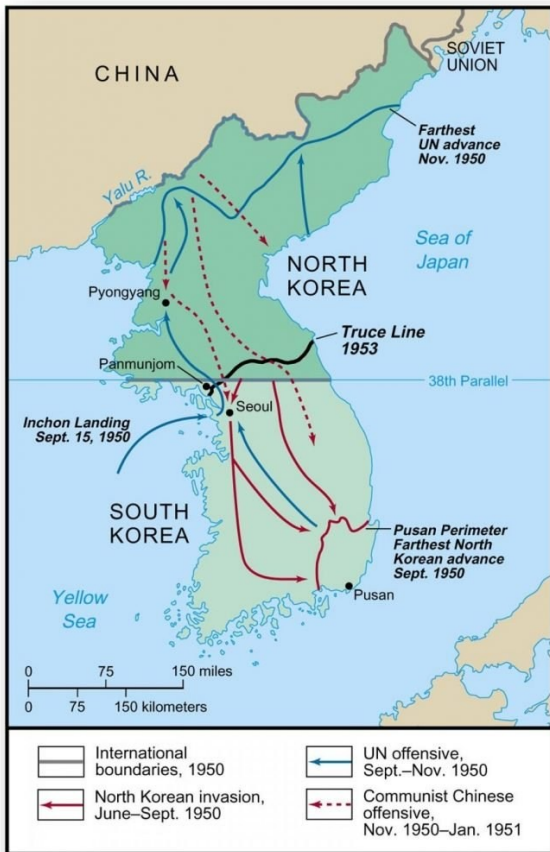 CHINA
SOVIET
UNION
Farthest
UN advance
Nov. 1950
Yalu R.
Sea of
Japan
NORTH
KOREA
Pyongyang
Truce Line
1953
Panmunjom
38th Parallel
Seoul
Inchon Landing
Sept. 15, 1950
SOUTH
KOREA
Pusan Perimeter
Farthest North
Korean advance
Sept. 1950
Pusan
Yellow
Sea
0 75 150 miles
0 75 150 kilometers
International
boundaries, 1950
UN offensive,
Sept.–Nov. 1950
North Korean invasion,
June–Sept. 1950
Communist Chinese
offensive,
Nov. 1950–Jan. 1951